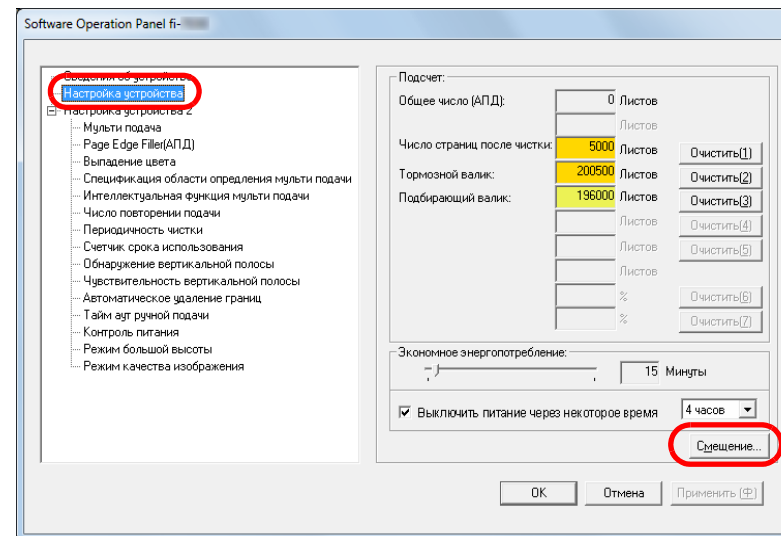 Software Operation Panel fi-
Сведения об устройстве
Настройка устройства
Настройка устройства 2
Мульти подача
Page Edge Filler(АПД)
Выпадение цвета
Спецификация области опредления мульти подачи
Интеллектуальная функция мульти подачи
Число повторении подачи
Периодичность чистки
Счетчик срока использования
Обнаружение вертикальной полосы
Чувствительность вертикальной полосы
Автоматическое удаление границ
Тайм аут ручной подачи
Контроль питания
Режим большой высоты
Режим качества изображения
Подсчет:
Общее число (АПД): 0 Листов
Листов
Число страниц после чистки: 5000 Листов Очистить(1)
Тормозной валик: 200500 Листов Очистить(2)
Подбирающий валик: 196000 Листов Очистить(3)
Листов Очистить(4)
Листов Очистить(5)
Листов
% Очистить(6)
% Очистить(7)
Экономное энергопотребление:
15 Минуты
Выключить питание через некоторое время 4 часов
Смещение...
OK Отмена Применить (Ф)